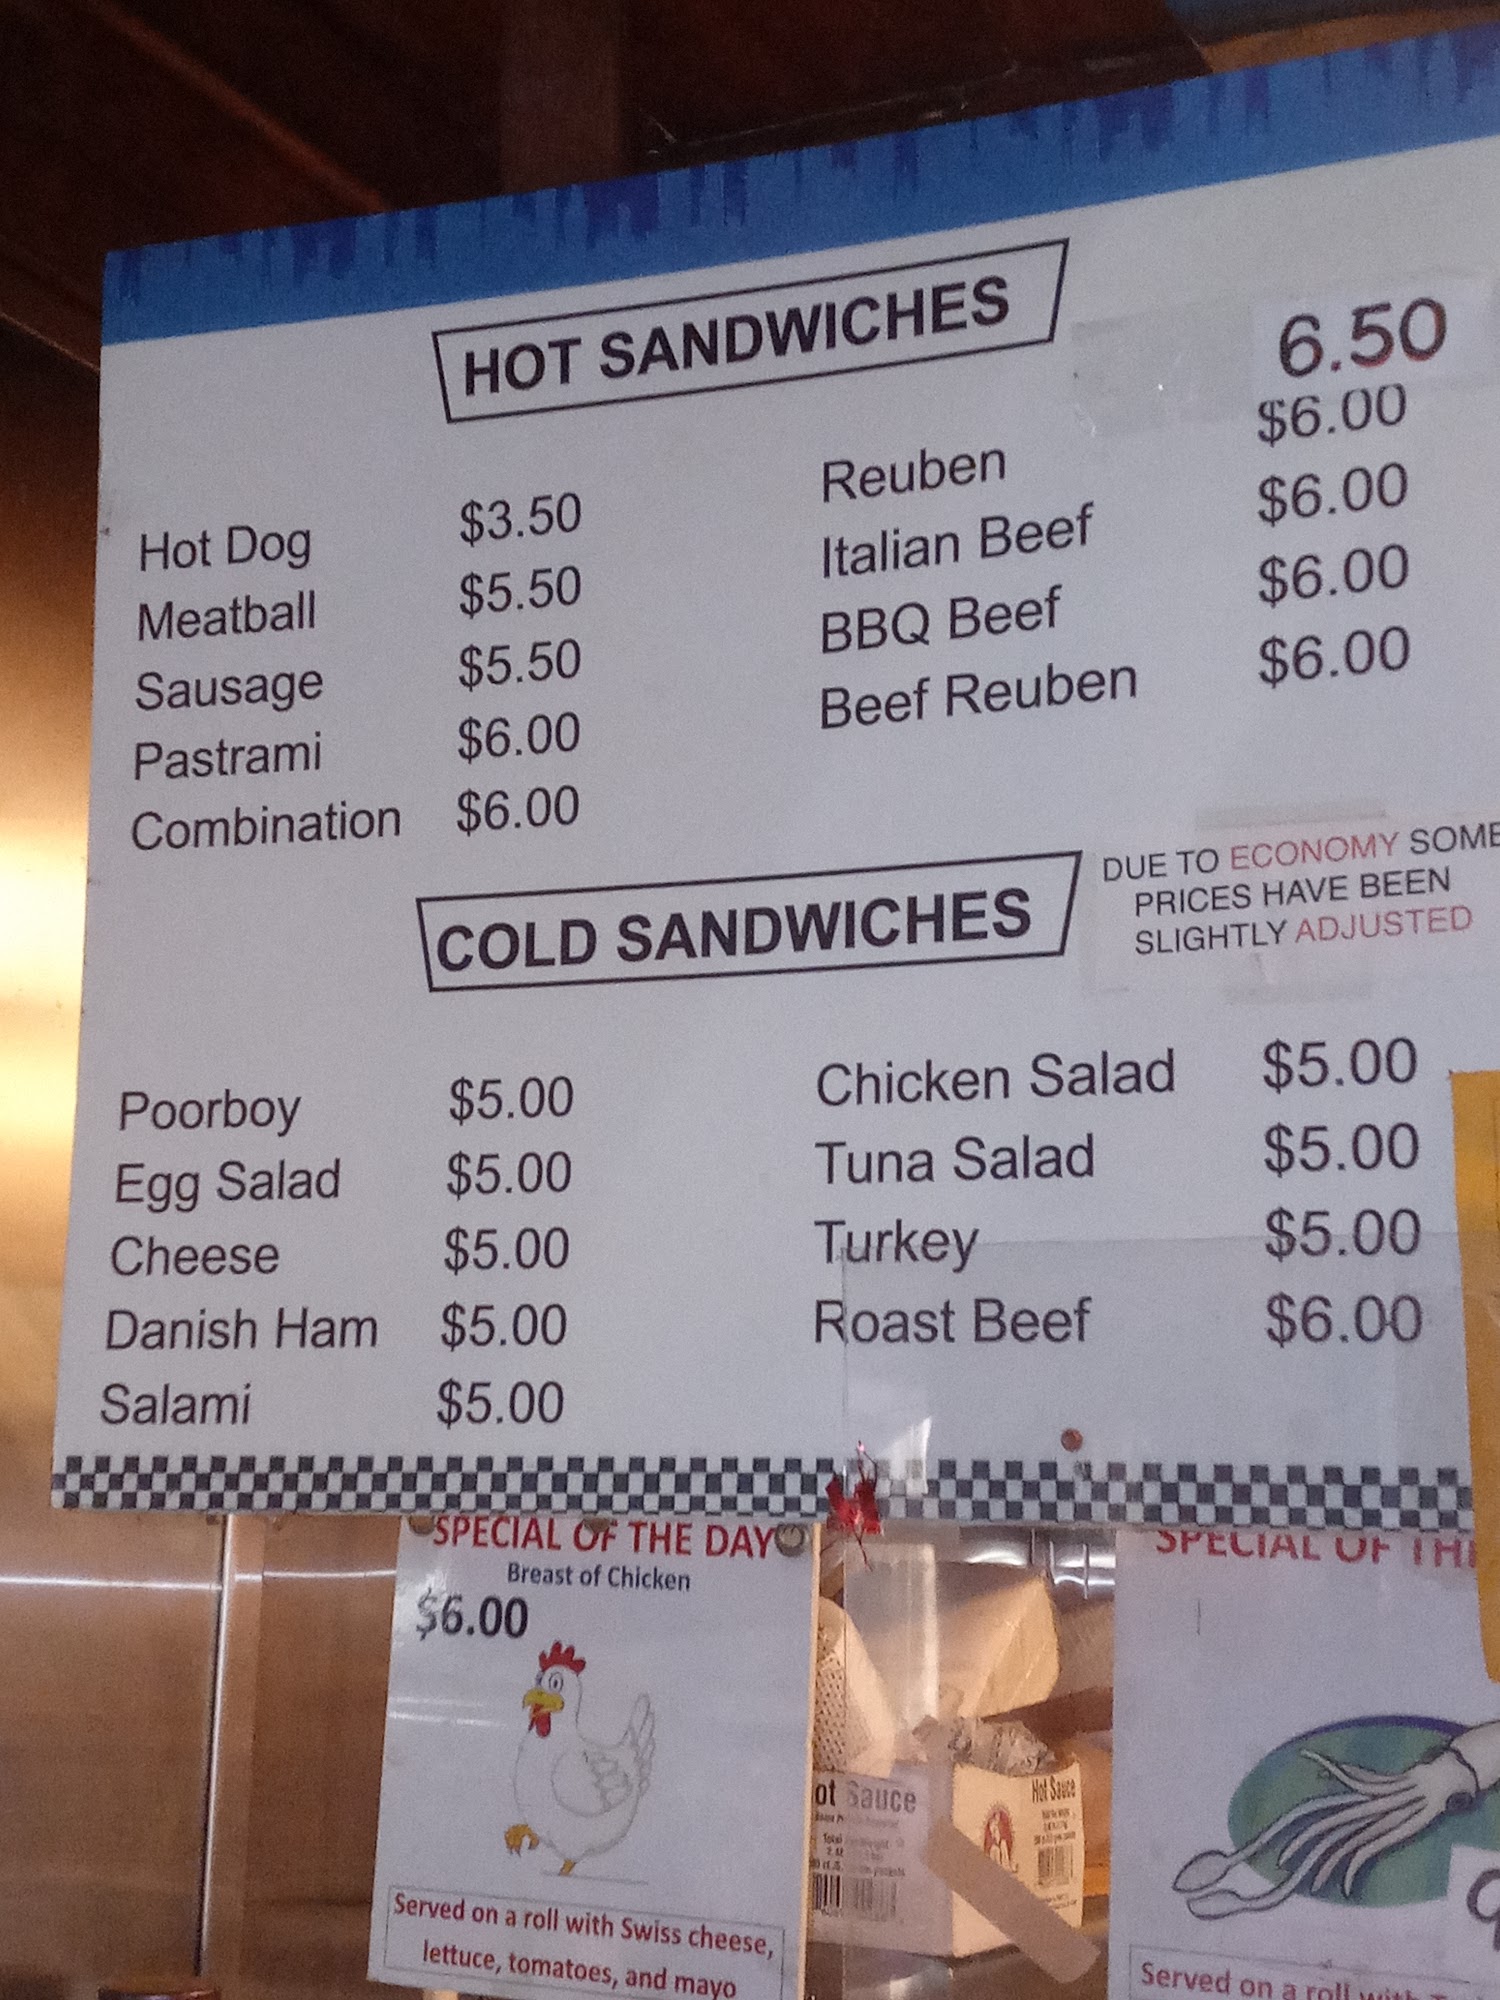 HOT SANDWICHES
6.50
Hot Dog $3.50
Meatball $5.50
Sausage $5.50
Pastrami $6.00
Combination $6.00
Reuben $6.00
Italian Beef $6.00
BBQ Beef $6.00
Beef Reuben $6.00
DUE TO ECONOMY SOME
PRICES HAVE BEEN
SLIGHTLY ADJUSTED
COLD SANDWICHES
Poorboy $5.00
Egg Salad $5.00
Cheese $5.00
Danish Ham $5.00
Salami $5.00
Chicken Salad $5.00
Tuna Salad $5.00
Turkey $5.00
Roast Beef $6.00
SPECIAL OF THE DAY
Breast of Chicken
$6.00
Served on a roll with Swiss cheese,
lettuce, tomatoes, and mayo
ot Sauce
Hot Sauce
SPECIAL OF TH
Served on a roll with